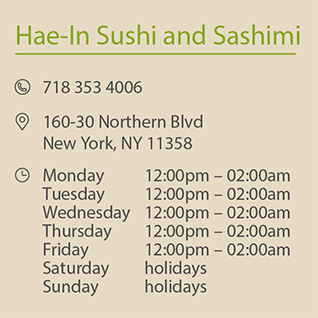 Hae-In Sushi and Sashimi
718 353 4006
160-30 Northern Blvd
New York, NY 11358
Monday 12:00pm – 02:00am
Tuesday 12:00pm – 02:00am
Wednesday 12:00pm – 02:00am
Thursday 12:00pm – 02:00am
Friday 12:00pm – 02:00am
Saturday holidays
Sunday holidays